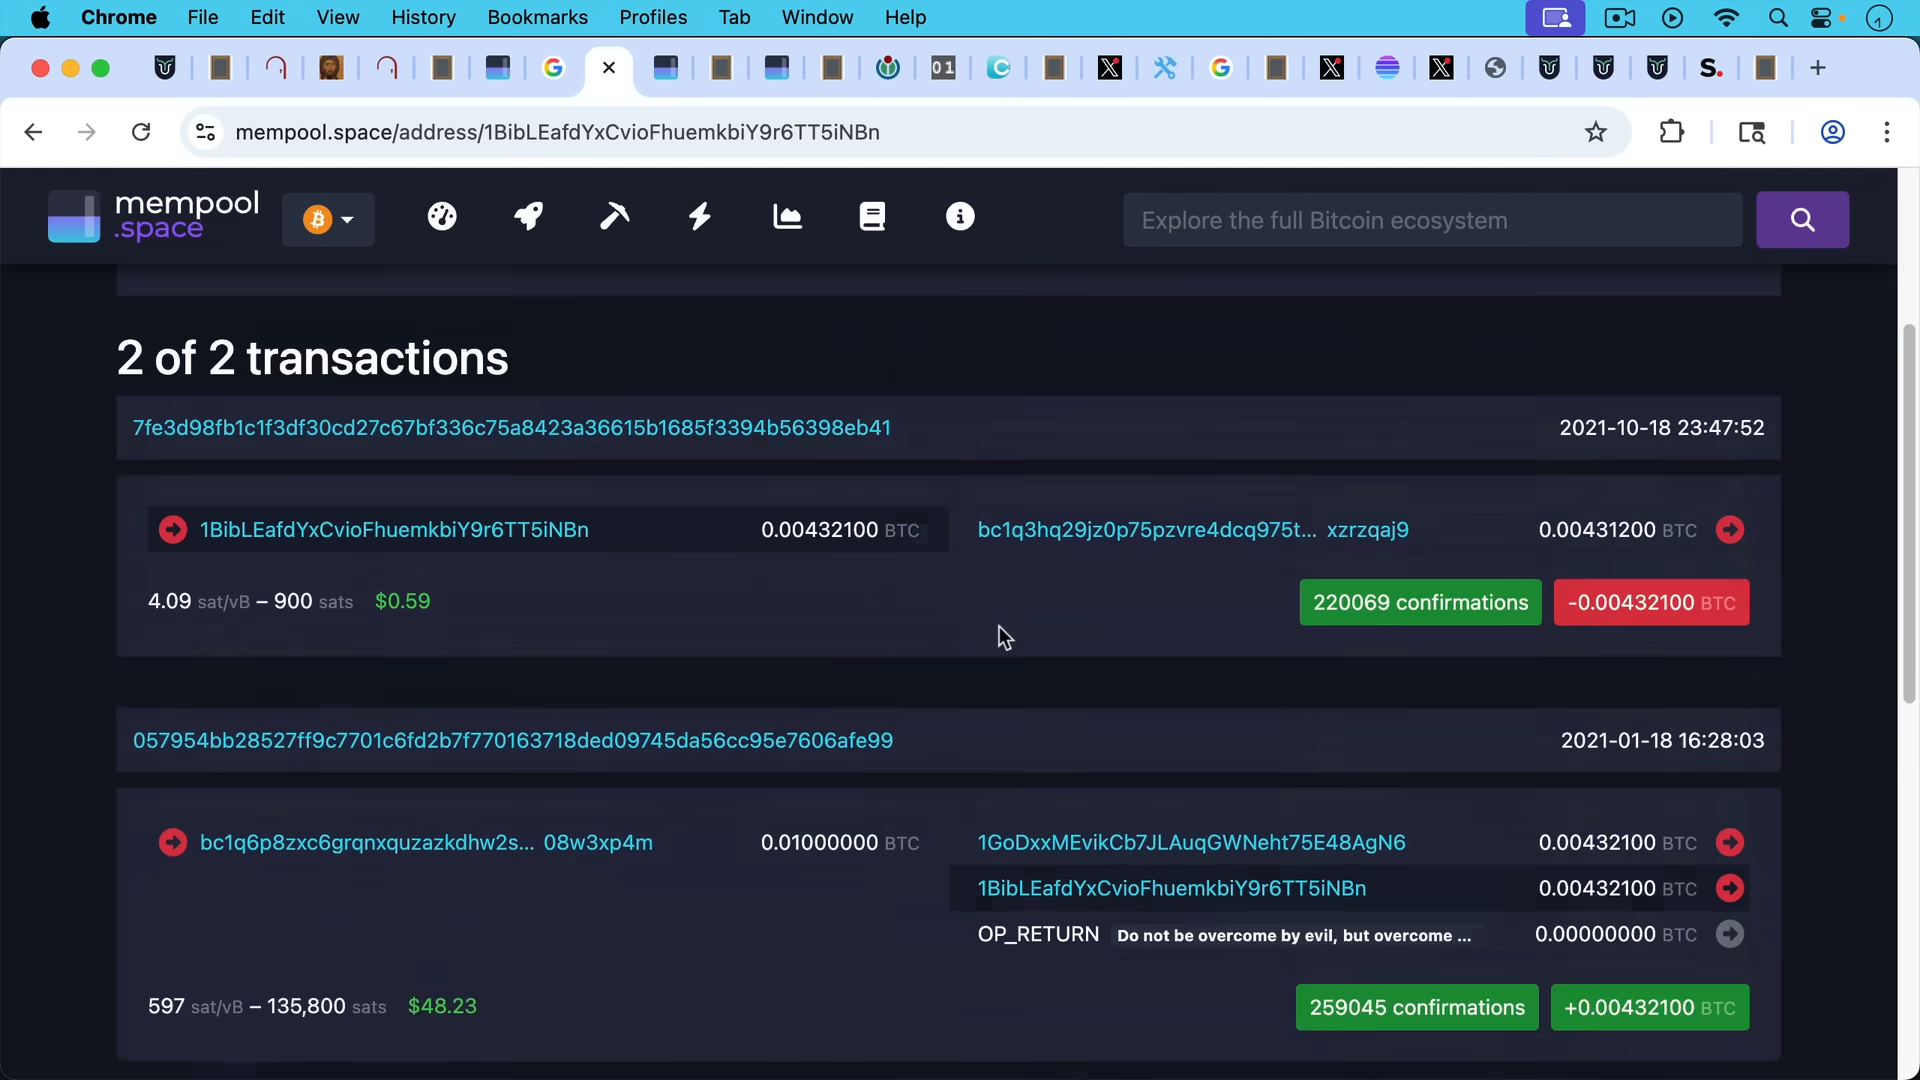 Chrome File Edit View History Bookmarks Profiles Tab Window Help
01 S.
mempool.space/address/1BibLEafdYxCvioFhuemkbiY9r6TT5iNBn
mempool
.space
Explore the full Bitcoin ecosystem
2 of 2 transactions
7fe3d98fb1c1f3df30cd27c67bf336c75a8423a36615b1685f3394b56398eb41 2021-10-18 23:47:52
1BibLEafdYxCvioFhuemkbiY9r6TT5iNBn 0.00432100 BTC bc1q3hq29jz0p75pzvre4dcq975t... xzrzqaj9 0.00431200 BTC
4.09 sat/vB – 900 sats $0.59 220069 confirmations -0.00432100 BTC
057954bb28527ff9c7701c6fd2b7f770163718ded09745da56cc95e7606afe99 2021-01-18 16:28:03
bc1q6p8zxc6grqnxquzazkdhw2s... 08w3xp4m 0.01000000 BTC 1GoDxxMEvikCb7JLAuqGWNeht75E48AgN6 0.00432100 BTC
1BibLEafdYxCvioFhuemkbiY9r6TT5iNBn 0.00432100 BTC
OP_RETURN Do not be overcome by evil, but overcome ... 0.00000000 BTC
597 sat/vB – 135,800 sats $48.23 259045 confirmations +0.00432100 BTC